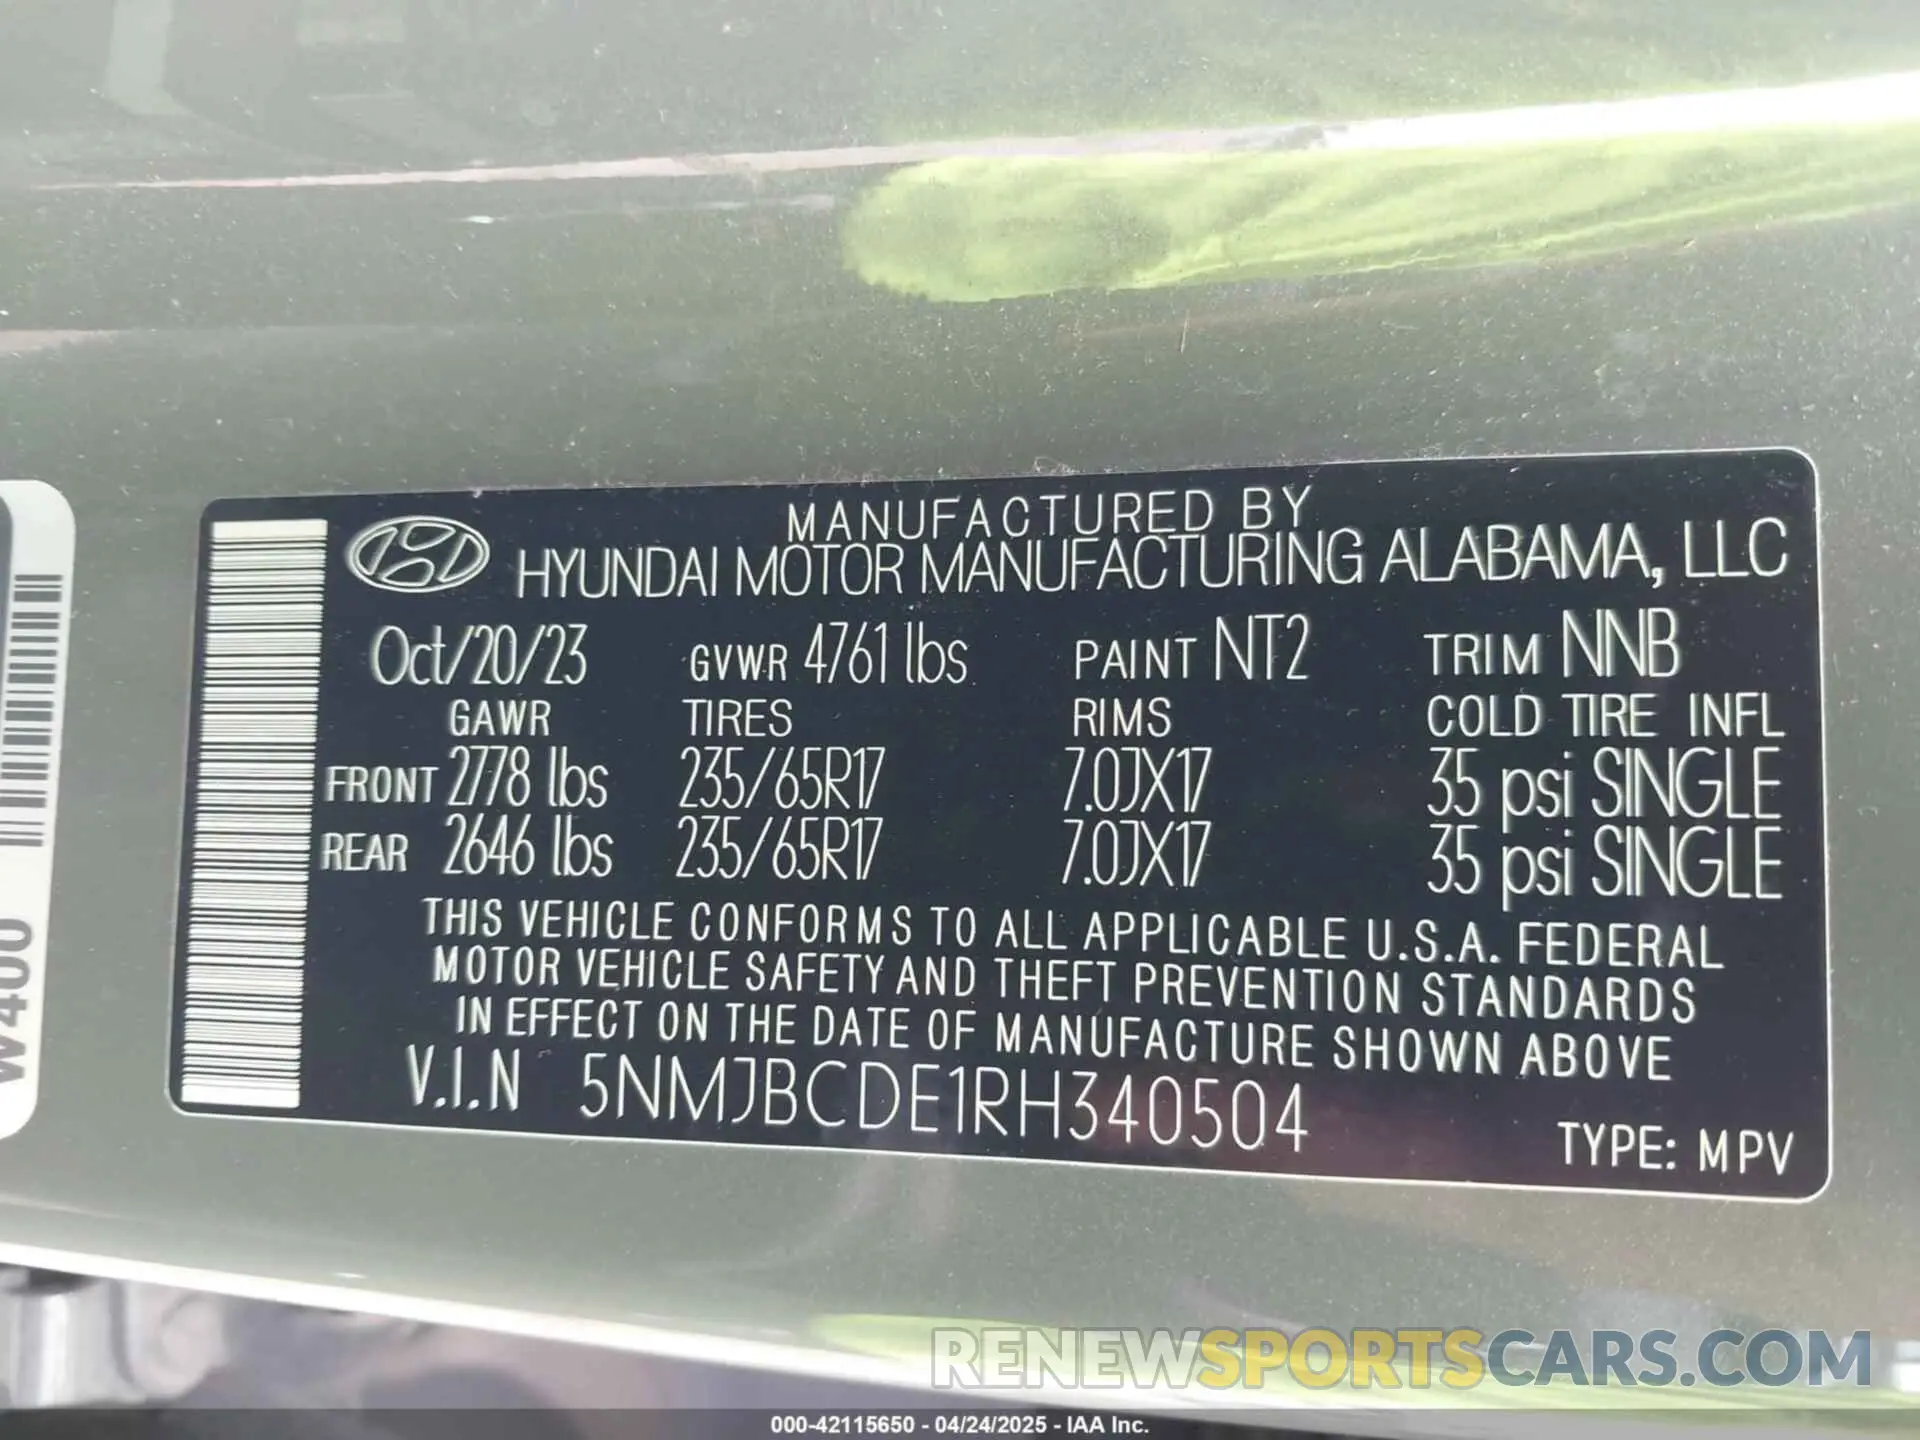 MANUFACTURED BY
HYUNDAI MOTOR MANUFACTURING ALABAMA, LLC
Oct/20/23 GVWR 4761 lbs PAINT NT2 TRIM NNB
GAWR TIRES RIMS COLD TIRE INFL
FRONT 2778 lbs 235/65R17 7.0JX17 35 psi SINGLE
REAR 2646 lbs 235/65R17 7.0JX17 35 psi SINGLE
THIS VEHICLE CONFORMS TO ALL APPLICABLE U.S.A. FEDERAL
MOTOR VEHICLE SAFETY AND THEFT PREVENTION STANDARDS
IN EFFECT ON THE DATE OF MANUFACTURE SHOWN ABOVE
V.I.N 5NMJBCDE1RH340504
TYPE: MPV
W400
RENEWSPORTSCARS.COM
000-42115650 - 04/24/2025 - IAA Inc.